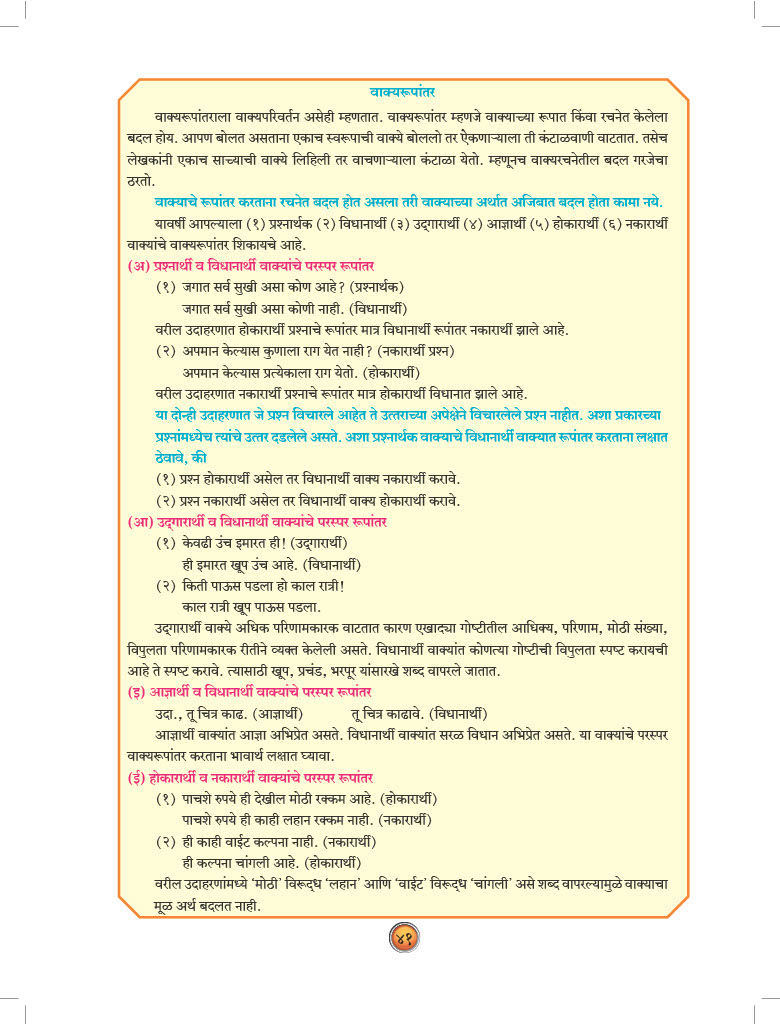 वाक्यरूपांतर
वाक्यरूपांतराला वाक्यपरिवर्तन असेही म्हणतात. वाक्यरूपांतर म्हणजे वाक्याच्या रूपात किंवा रचनेत केलेला
बदल होय. आपण बोलत असताना एकाच स्वरूपाची वाक्ये बोललो तर ऐकणाऱ्याला ती कंटाळवाणी वाटतात. तसेच
लेखकांनी एकाच साच्याची वाक्ये लिहिली तर वाचणाऱ्याला कंटाळा येतो. म्हणूनच वाक्यरचनेतील बदल गरजेचा
ठरतो.
वाक्याचे रूपांतर करताना रचनेत बदल होत असला तरी वाक्याच्या अर्थात अजिबात बदल होता कामा नये.
यावर्षी आपल्याला (१) प्रश्नार्थक (२) विधानार्थी (३) उद्‌गारार्थी (४) आज्ञार्थी (५) होकारार्थी (६) नकारार्थी
वाक्यांचे वाक्यरूपांतर शिकायचे आहे.
(अ) प्रश्नार्थी व विधानार्थी वाक्यांचे परस्पर रूपांतर
(१) जगात सर्व सुखी असा कोण आहे? (प्रश्नार्थक)
जगात सर्व सुखी असा कोणी नाही. (विधानार्थी)
वरील उदाहरणात होकारार्थी प्रश्नाचे रूपांतर मात्र विधानार्थी रूपांतर नकारार्थी झाले आहे.
(२) अपमान केल्यास कुणाला राग येत नाही? (नकारार्थी प्रश्न)
अपमान केल्यास प्रत्येकाला राग येतो. (होकारार्थी)
वरील उदाहरणात नकारार्थी प्रश्नाचे रूपांतर मात्र होकारार्थी विधानात झाले आहे.
या दोन्ही उदाहरणात जे प्रश्न विचारले आहेत ते उत्तराच्या अपेक्षेने विचारलेले प्रश्न नाहीत. अशा प्रकारच्या
प्रश्नांमध्येच त्यांचे उत्तर दडलेले असते. अशा प्रश्नार्थक वाक्याचे विधानार्थी वाक्यात रूपांतर करताना लक्षात
ठेवावे, की
(१) प्रश्न होकारार्थी असेल तर विधानार्थी वाक्य नकारार्थी करावे.
(२) प्रश्न नकारार्थी असेल तर विधानार्थी वाक्य होकारार्थी करावे.
(आ) उद्‌गारार्थी व विधानार्थी वाक्यांचे परस्पर रूपांतर
(१) केवढी उंच इमारत ही! (उद्‌गारार्थी)
ही इमारत खूप उंच आहे. (विधानार्थी)
(२) किती पाऊस पडला हो काल रात्री!
काल रात्री खूप पाऊस पडला.
उद्‌गारार्थी वाक्ये अधिक परिणामकारक वाटतात कारण एखाद्या गोष्टीतील आधिक्य, परिणाम, मोठी संख्या,
विपुलता परिणामकारक रीतीने व्यक्त केलेली असते. विधानार्थी वाक्यांत कोणत्या गोष्टीची विपुलता स्पष्ट करायची
आहे ते स्पष्ट करावे. त्यासाठी खूप, प्रचंड, भरपूर यांसारखे शब्द वापरले जातात.
(इ) आज्ञार्थी व विधानार्थी वाक्यांचे परस्पर रूपांतर
उदा., तू चित्र काढ. (आज्ञार्थी) तू चित्र काढावे. (विधानार्थी)
आज्ञार्थी वाक्यांत आज्ञा अभिप्रेत असते. विधानार्थी वाक्यांत सरळ विधान अभिप्रेत असते. या वाक्यांचे परस्पर
वाक्यरूपांतर करताना भावार्थ लक्षात घ्यावा.
(ई) होकारार्थी व नकारार्थी वाक्यांचे परस्पर रूपांतर
(१) पाचशे रुपये ही देखील मोठी रक्कम आहे. (होकारार्थी)
पाचशे रुपये ही काही लहान रक्कम नाही. (नकारार्थी)
(२) ही काही वाईट कल्पना नाही. (नकारार्थी)
ही कल्पना चांगली आहे. (होकारार्थी)
वरील उदाहरणांमध्ये ‘मोठी’ विरूद्ध ‘लहान’ आणि ‘वाईट’ विरूद्ध ‘चांगली’ असे शब्द वापरल्यामुळे वाक्याचा
मूळ अर्थ बदलत नाही.
४१